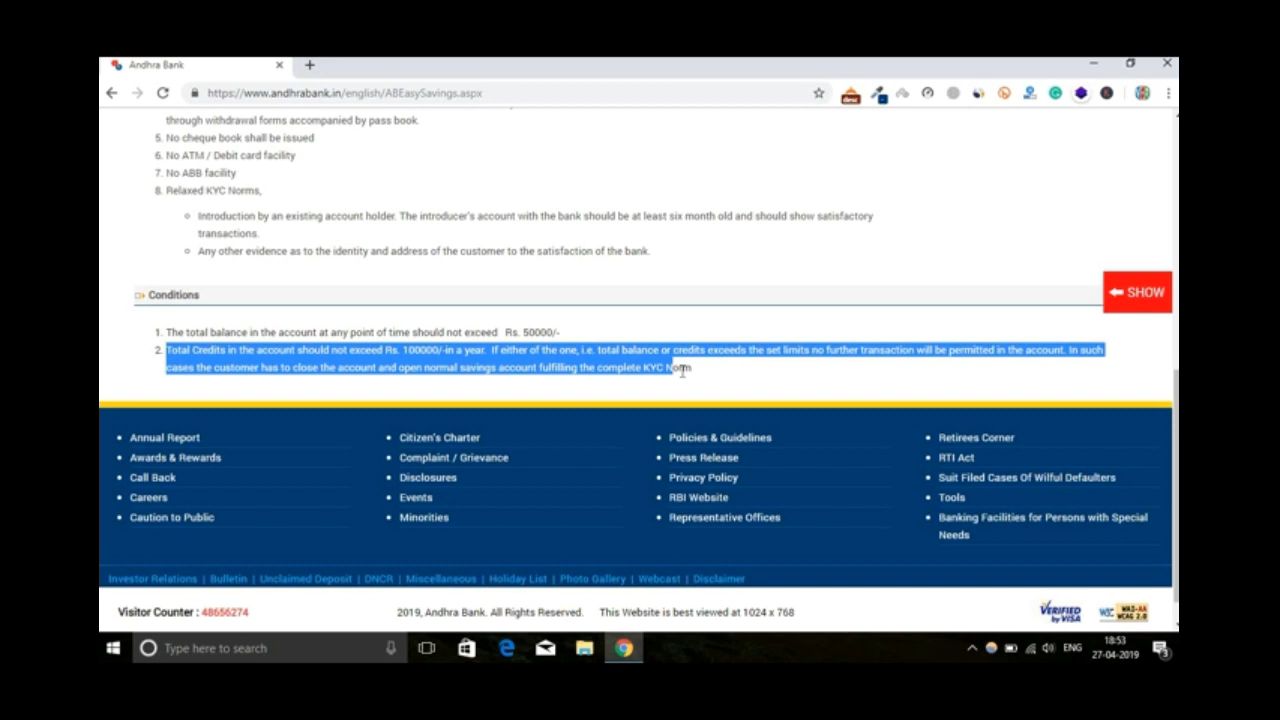 Andhra Bank
https://www.andhrabank.in/english/ABEasySavings.aspx
through withdrawal forms accompanied by pass book.
5. No cheque book shall be issued
6. No ATM / Debit card facility
7. No ABB facility
8. Relaxed KYC Norms,
Introduction by an existing account holder. The introducer's account with the bank should be at least six month old and should show satisfactory
transactions.
Any other evidence as to the identity and address of the customer to the satisfaction of the bank.
Conditions
SHOW
1. The total balance in the account at any point of time should not exceed Rs. 50000/-
2. Total Credits in the account should not exceed Rs. 100000/-in a year. If either of the one, i.e. total balance or credits exceeds the set limits no further transaction will be permitted in the account. In such
cases the customer has to close the account and open normal savings account fulfilling the complete KYC Norm
Annual Report
Awards & Rewards
Call Back
Careers
Caution to Public
Citizen's Charter
Complaint / Grievance
Disclosures
Events
Minorities
Policies & Guidelines
Press Release
Privacy Policy
RBI Website
Representative Offices
Retirees Corner
RTI Act
Suit Filed Cases Of Wilful Defaulters
Tools
Banking Facilities for Persons with Special
Needs
Investor Relations | Bulletin | Unclaimed Deposit | DNCR | Miscellaneous | Holiday List | Photo Gallery | Webcast | Disclaimer
Visitor Counter : 48656274
2019, Andhra Bank. All Rights Reserved. This Website is best viewed at 1024 x 768
VERIFIED
by VISA
W3C WAI-AA
WCAG 2.0
Type here to search
ENG
18:53
27-04-2019
3